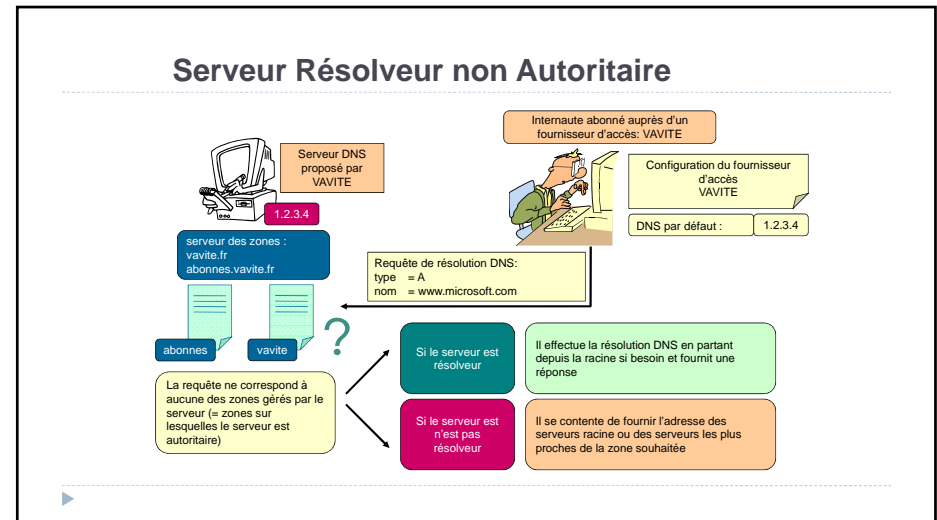 Serveur Résolveur non Autoritaire
Internaute abonné auprès d'un
fournisseur d'accès: VAVITE
Serveur DNS
proposé par
VAVITE
1.2.3.4
Configuration du fournisseur
d'accès
VAVITE
DNS par défaut :
1.2.3.4
serveur des zones :
vavite.fr
abonnes.vavite.fr
Requête de résolution DNS:
type = A
nom = www.microsoft.com
abonnes
vavite
?
La requête ne correspond à
aucune des zones gérés par le
serveur (= zones sur
lesquelles le serveur est
autoritaire)
Si le serveur est
résolveur
Il effectue la résolution DNS en partant
depuis la racine si besoin et fournit une
réponse
Si le serveur est
n'est pas
résolveur
Il se contente de fournir l'adresse des
serveurs racine ou des serveurs les plus
proches de la zone souhaitée